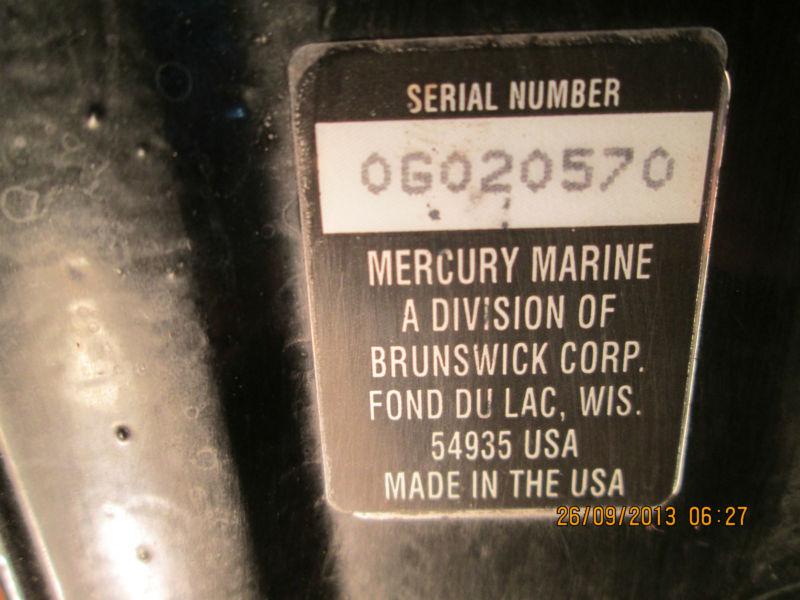 SERIAL NUMBER
0G020570
MERCURY MARINE
A DIVISION OF
BRUNSWICK CORP.
FOND DU LAC, WIS.
54935 USA
MADE IN THE USA
26/09/2013 06:27